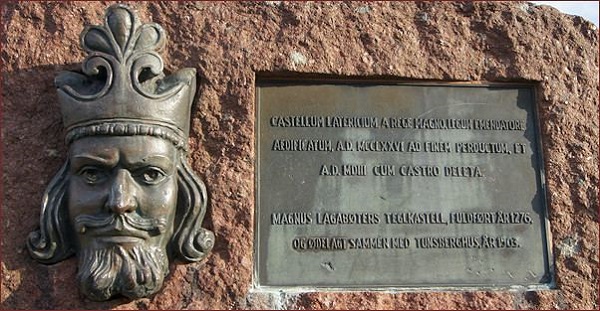 CASTELLUM LATERICIUM A REGE MAGNO, LEGUM EMENDATORE
AEDIFICATUM, A.D. MCCLXXVI AD FINEM PERDUCTUM, ET
A.D. MDIII CUM CASTRO DELETA.
MAGNUS LAGABØTERS TEGLKASTELL, FULDFØRT ÅR 1276,
OG ØDELAGT SAMMEN MED TUNSBERGHUS, ÅR 1503.